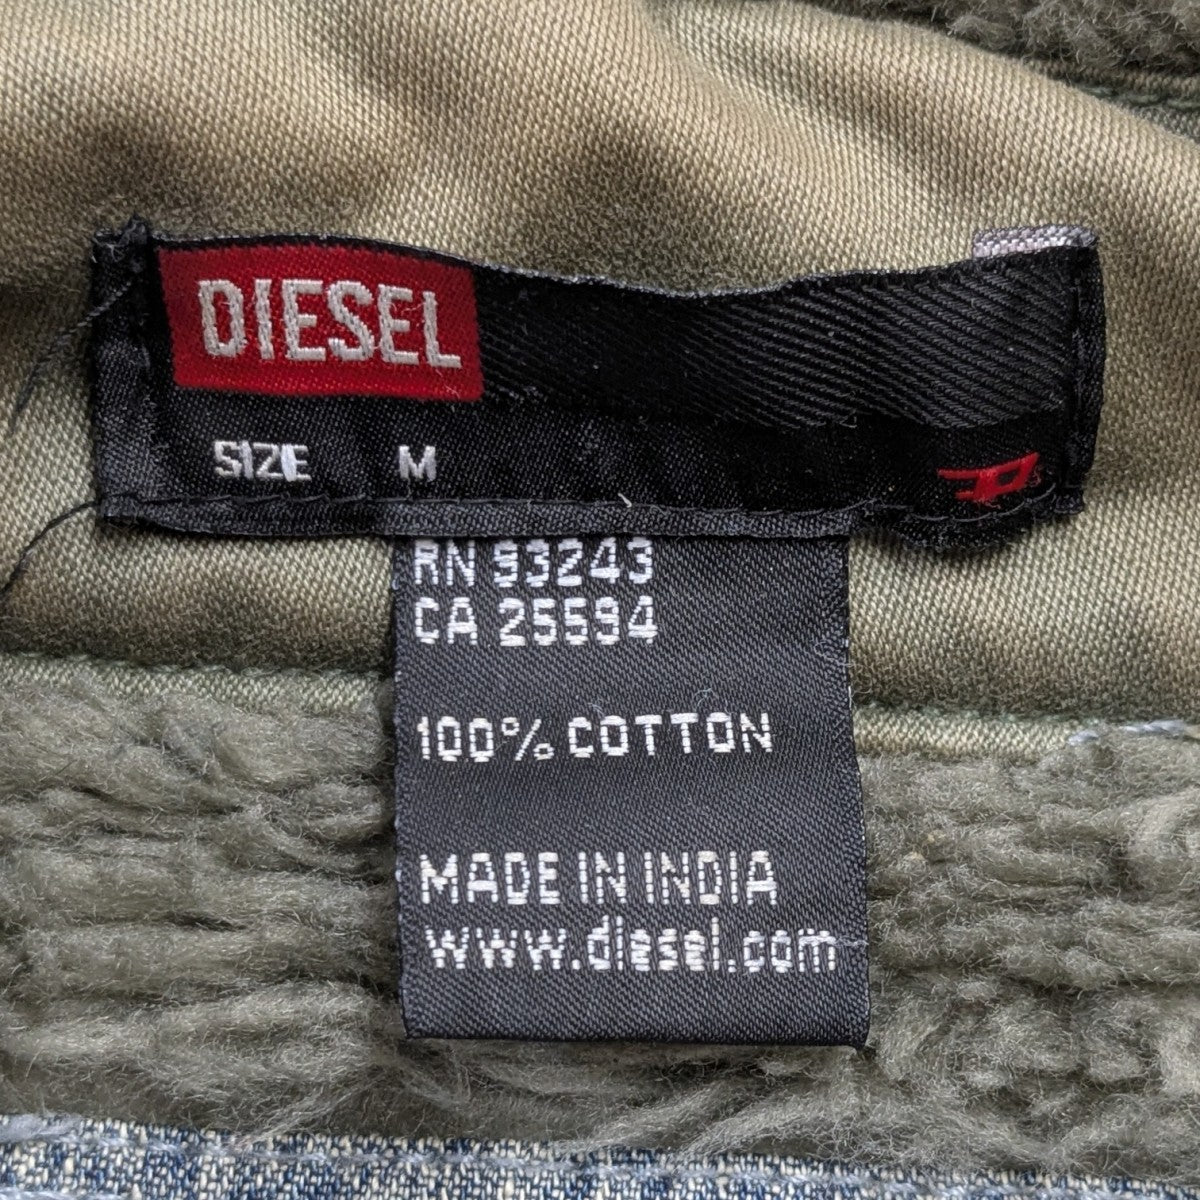 DIESEL
SIZE M
RN 93243
CA 25594
100% COTTON
MADE IN INDIA
www.diesel.com